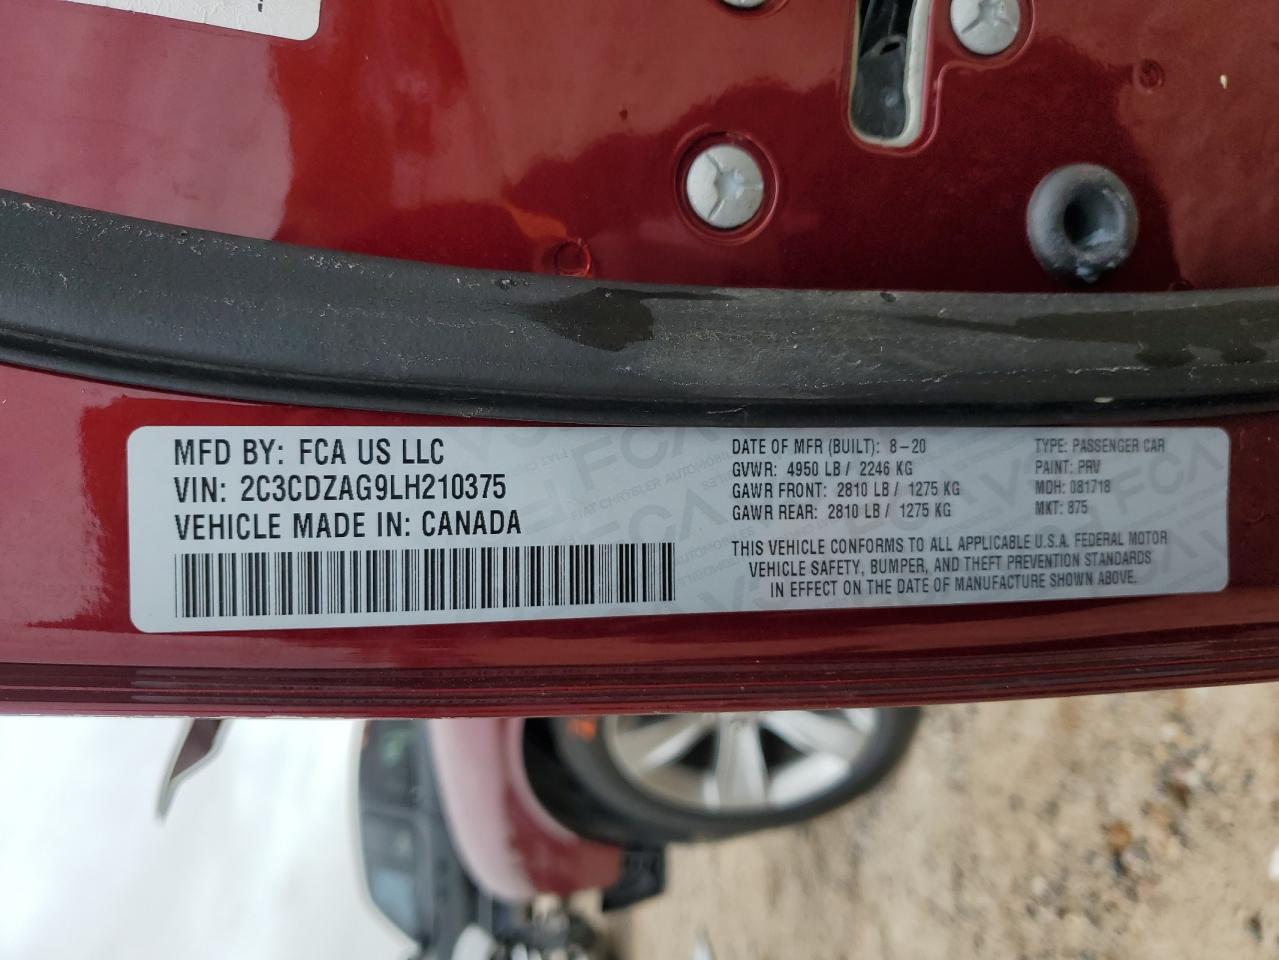 MFD BY: FCA US LLC
VIN: 2C3CDZAG9LH210375
VEHICLE MADE IN: CANADA
DATE OF MFR (BUILT): 8-20
GVWR: 4950 LB / 2246 KG
GAWR FRONT: 2810 LB / 1275 KG
GAWR REAR: 2810 LB / 1275 KG
TYPE: PASSENGER CAR
PAINT: PRV
MDH: 081718
MKT: 875
THIS VEHICLE CONFORMS TO ALL APPLICABLE U.S.A. FEDERAL MOTOR
VEHICLE SAFETY, BUMPER, AND THEFT PREVENTION STANDARDS
IN EFFECT ON THE DATE OF MANUFACTURE SHOWN ABOVE.